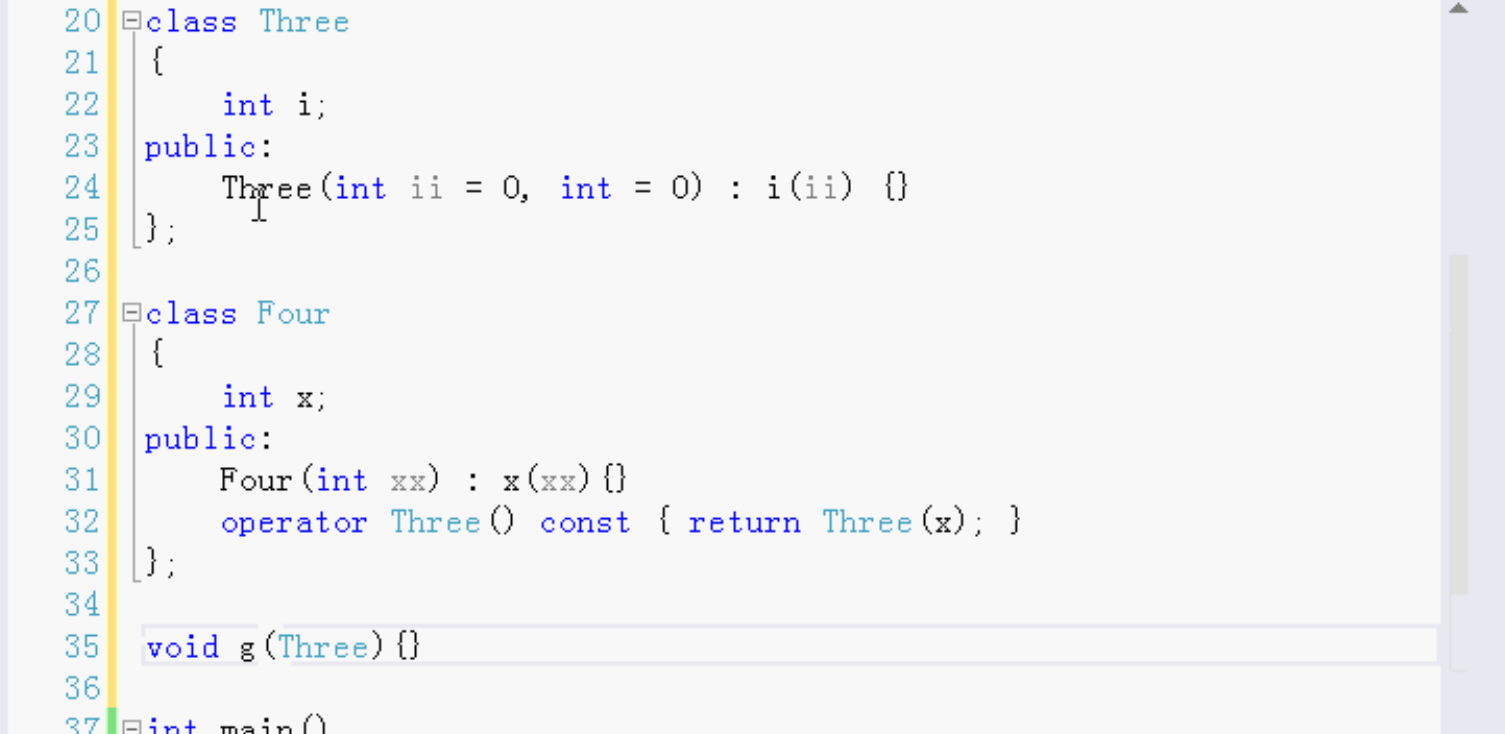 20 class Three
21 {
22 int i;
23 public:
24 Three(int ii = 0, int = 0) : i(ii) {}
25 };
26
27 class Four
28 {
29 int x;
30 public:
31 Four(int xx) : x(xx){}
32 operator Three() const { return Three(x); }
33 };
34
35 void g(Three){}
36
37 int main()